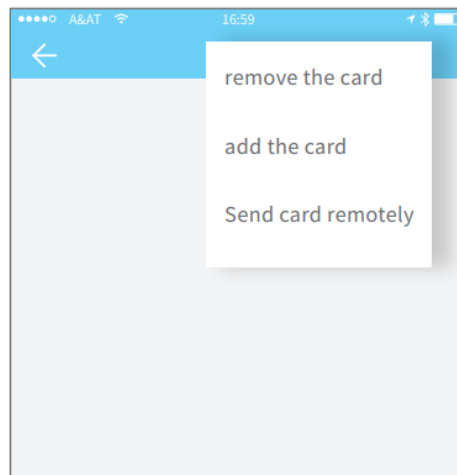 A&AT 16:59
remove the card
add the card
Send card remotely